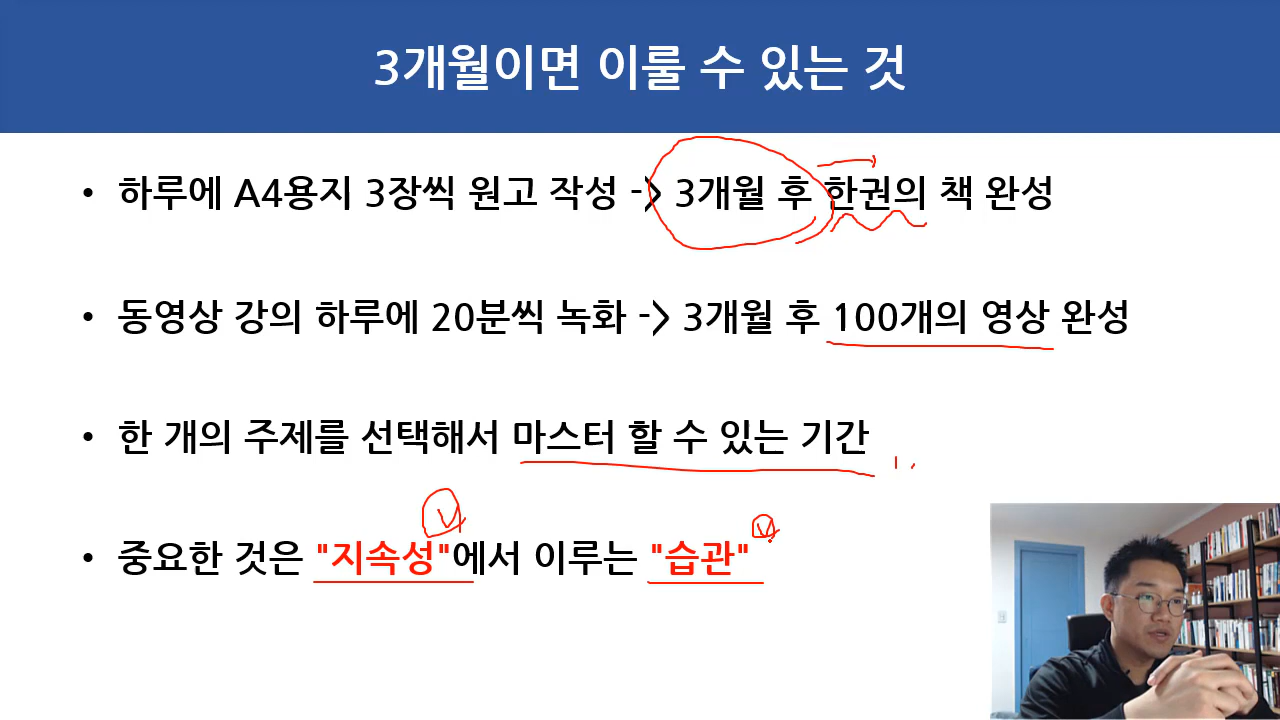 3개월이면 이룰 수 있는 것
• 하루에 A4용지 3장씩 원고 작성 -> 3개월 후 한권의 책 완성
• 동영상 강의 하루에 20분씩 녹화 -> 3개월 후 100개의 영상 완성
• 한 개의 주제를 선택해서 마스터 할 수 있는 기간
• 중요한 것은 "지속성"에서 이루는 "습관"